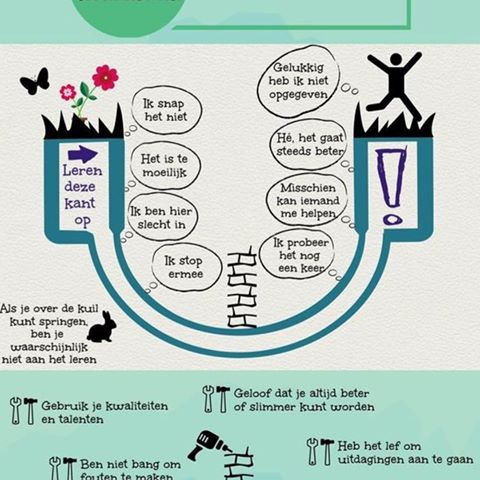 Ik snap
het niet
Het is te
moeilijk
Ik ben hier
slecht in
Ik stop
ermee
Leren
deze
kant
op
Gelukkig
heb ik niet
opgegeven
Hé, het gaat
steeds beter
Misschien
kan iemand
me helpen
Ik probeer
het nog
een keer
!
Als je over de kuil
kunt springen,
ben je
waarschijnlijk
niet aan het leren
Gebruik je kwaliteiten
en talenten
Geloof dat je altijd beter
of slimmer kunt worden
Ben niet bang om
fouten te maken
Heb het lef om
uitdagingen aan te gaan